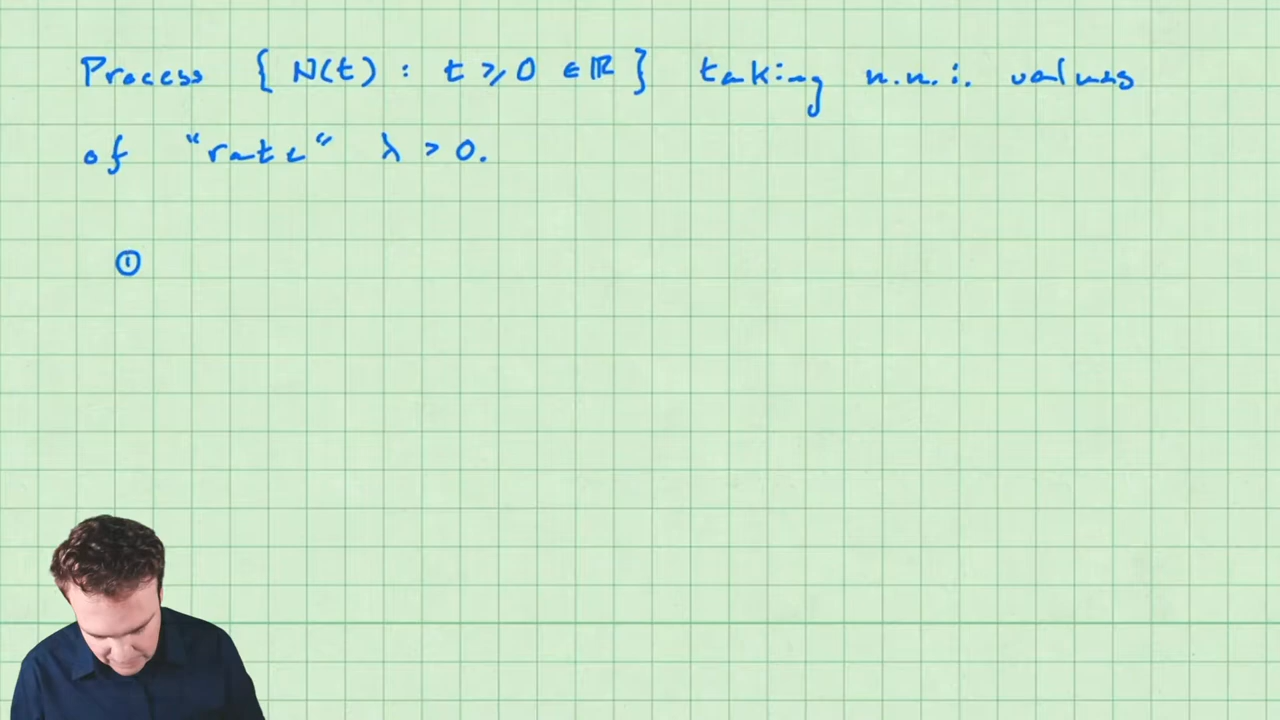 Process { N(t) : t ⩾ 0 ∈ ℝ } taking n.n.i. values
of "rate" λ > 0.
①